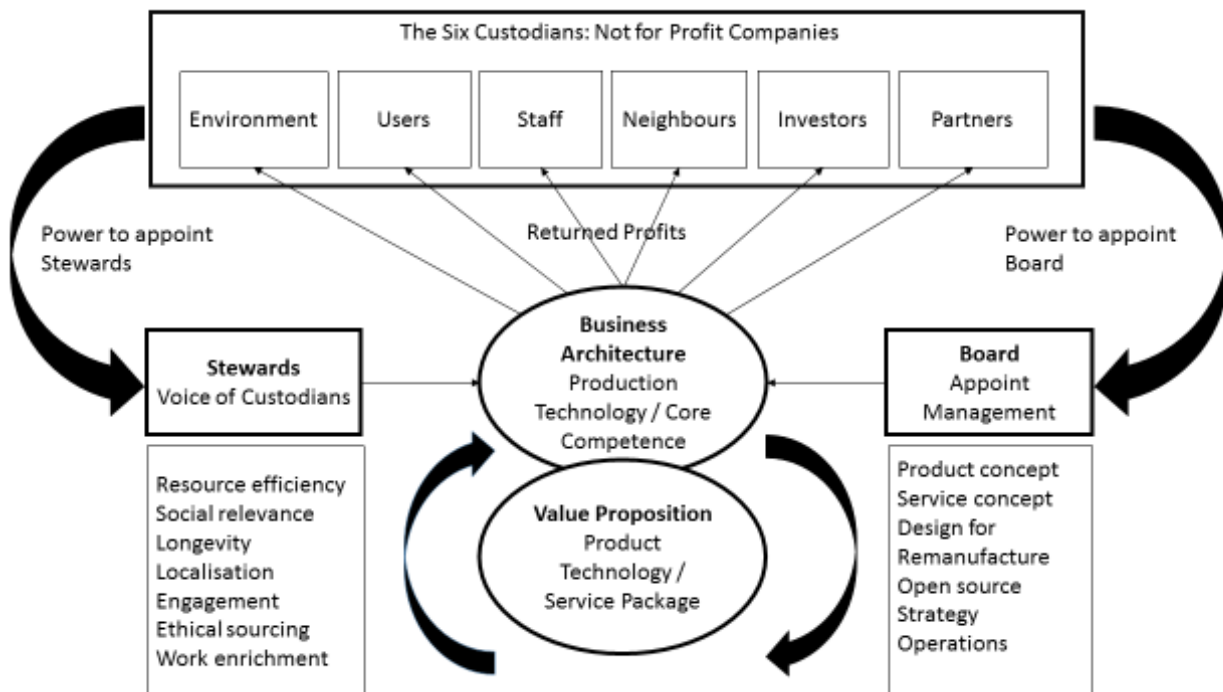 The Six Custodians: Not for Profit Companies
Environment
Users
Staff
Neighbours
Investors
Partners
Power to appoint
Stewards
Returned Profits
Power to appoint
Board
Stewards
Voice of Custodians
Business
Architecture
Production
Technology / Core
Competence
Board
Appoint
Management
Resource efficiency
Social relevance
Longevity
Localisation
Engagement
Ethical sourcing
Work enrichment
Value Proposition
Product
Technology /
Service Package
Product concept
Service concept
Design for
Remanufacture
Open source
Strategy
Operations